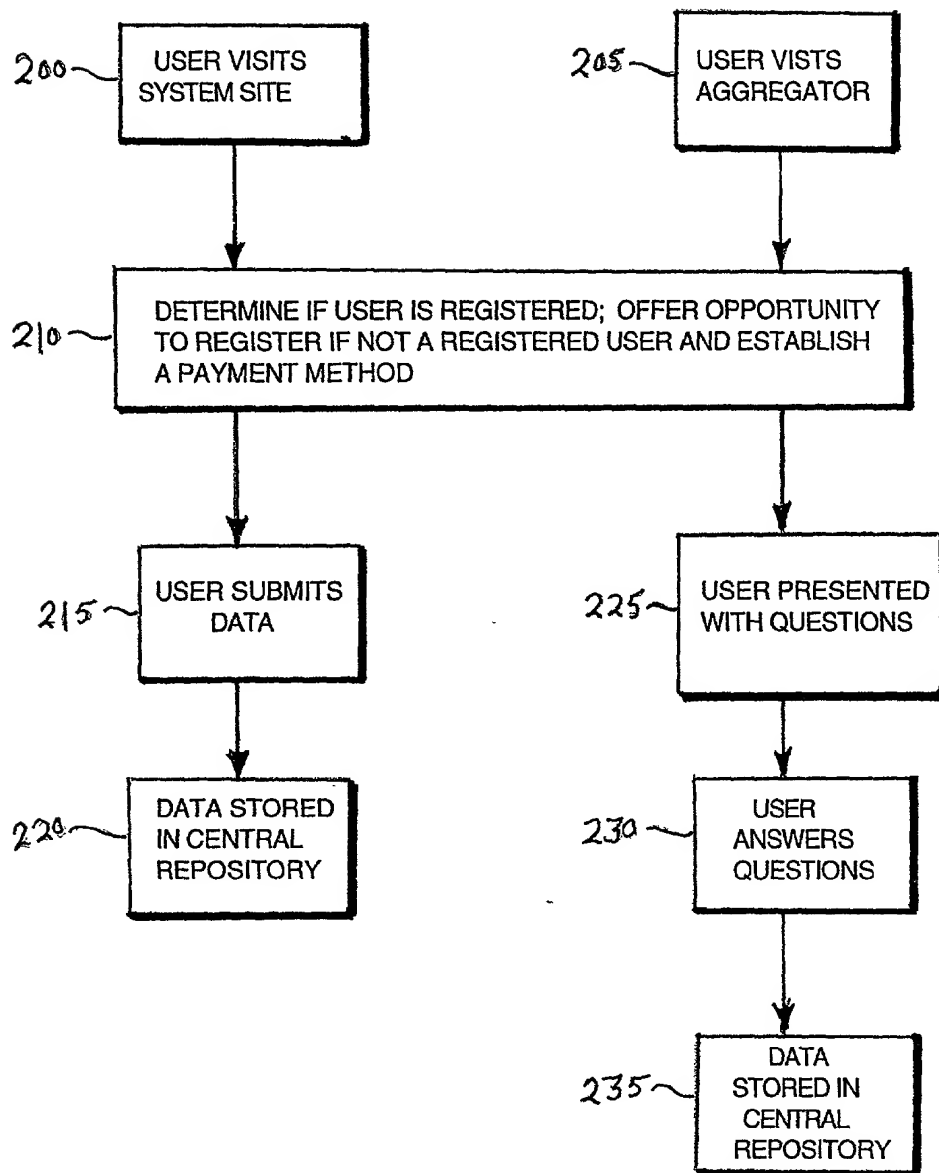 200
USER VISITS
SYSTEM SITE
205
USER VISTS
AGGREGATOR
210
DETERMINE IF USER IS REGISTERED; OFFER OPPORTUNITY
TO REGISTER IF NOT A REGISTERED USER AND ESTABLISH
A PAYMENT METHOD
215
USER SUBMITS
DATA
225
USER PRESENTED
WITH QUESTIONS
220
DATA STORED
IN CENTRAL
REPOSITORY
230
USER
ANSWERS
QUESTIONS
235
DATA
STORED IN
CENTRAL
REPOSITORY